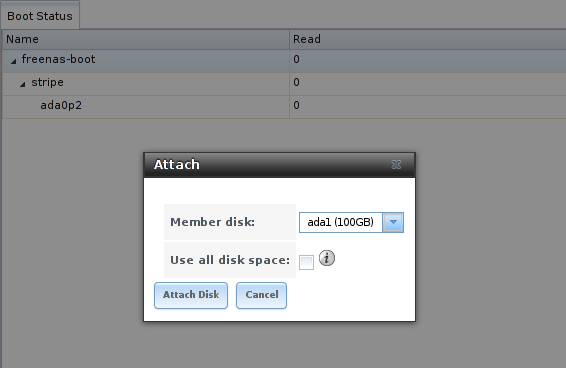 Boot Status
Name Read
freenas-boot 0
stripe 0
ada0p2 0
Attach
Member disk: ada1 (100GB)
Use all disk space: i
Attach Disk Cancel